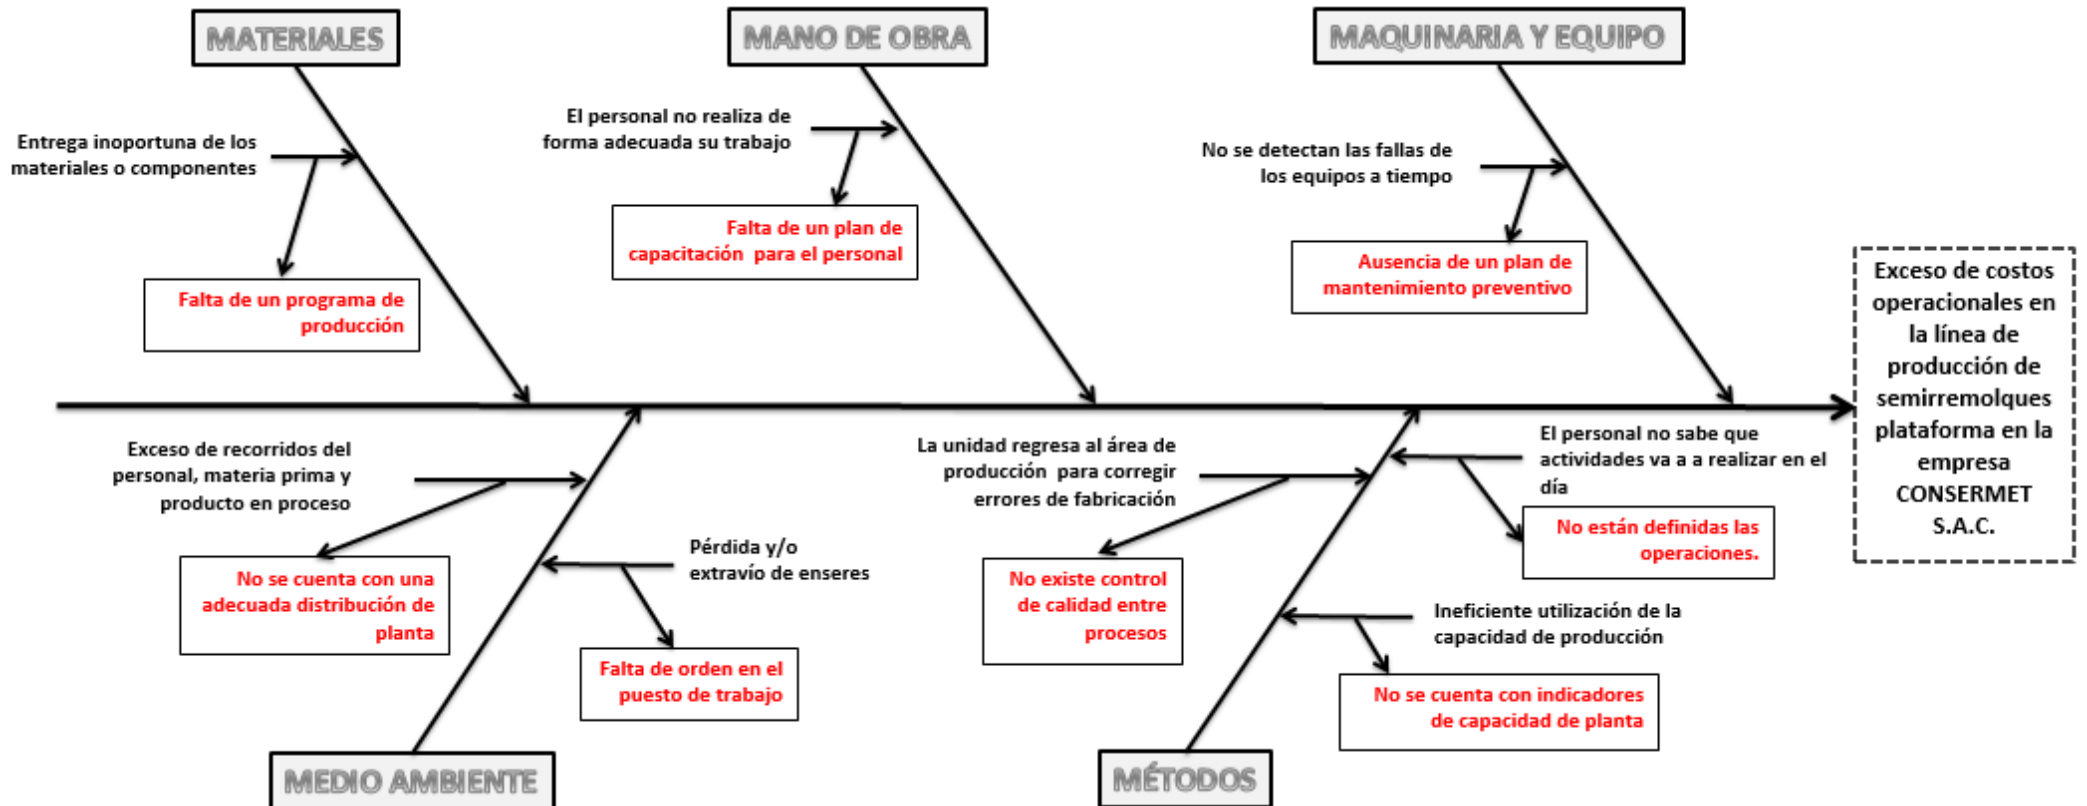 MATERIALES
MANO DE OBRA
MAQUINARIA Y EQUIPO
Entrega inoportuna de los
materiales o componentes
Falta de un programa de
producción
El personal no realiza de
forma adecuada su trabajo
Falta de un plan de
capacitación para el personal
No se detectan las fallas de
los equipos a tiempo
Ausencia de un plan de
mantenimiento preventivo
Exceso de costos
operacionales en
la línea de
producción de
semirremolques
plataforma en la
empresa
CONSERMET
S.A.C.
Exceso de recorridos del
personal, materia prima y
producto en proceso
No se cuenta con una
adecuada distribución de
planta
Pérdida y/o
extravío de enseres
Falta de orden en el
puesto de trabajo
La unidad regresa al área de
producción para corregir
errores de fabricación
No existe control
de calidad entre
procesos
El personal no sabe que
actividades va a a realizar en el
día
No están definidas las
operaciones.
Ineficiente utilización de la
capacidad de producción
No se cuenta con indicadores
de capacidad de planta
MEDIO AMBIENTE
MÉTODOS